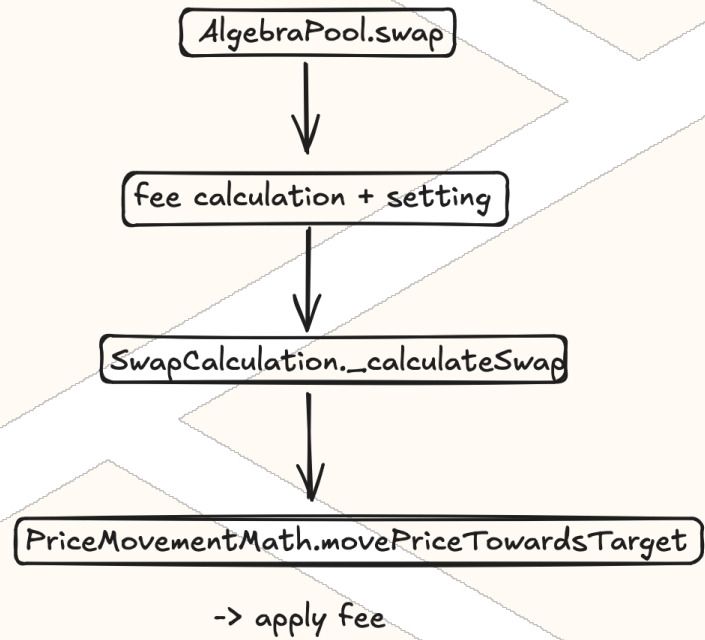 AlgebraPool.swap
fee calculation + setting
SwapCalculation._calculateSwap
PriceMovementMath.movePriceTowardsTarget
-> apply fee